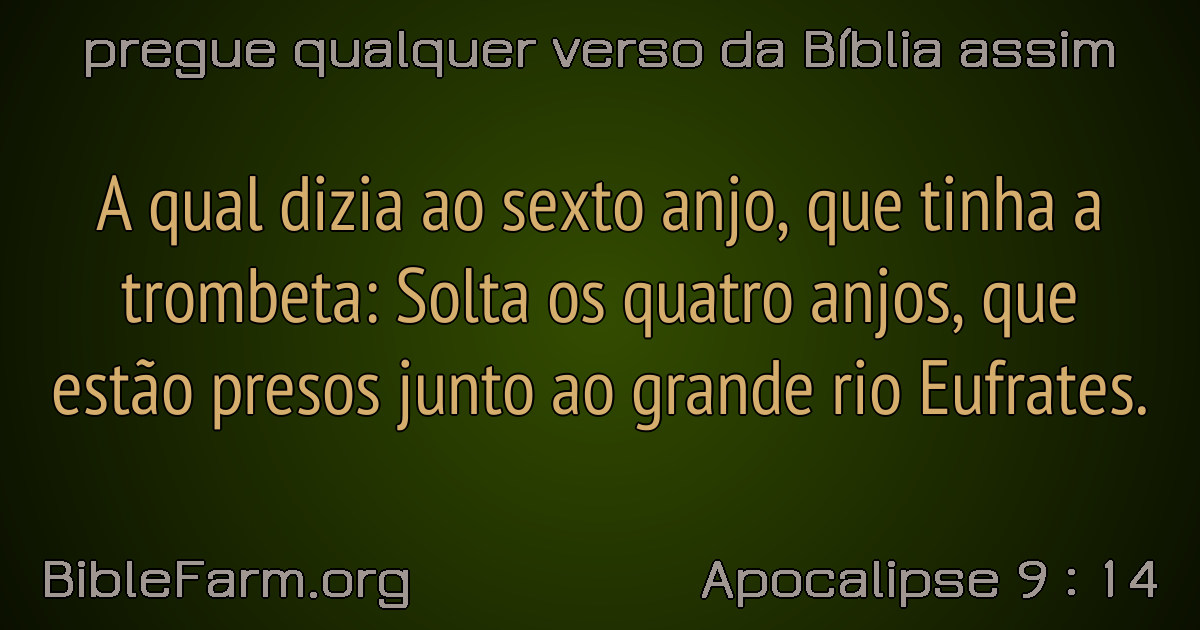 pregue qualquer verso da Bíblia assim
A qual dizia ao sexto anjo, que tinha a
trombeta: Solta os quatro anjos, que
estão presos junto ao grande rio Eufrates.
BibleFarm.org
Apocalipse 9 : 14